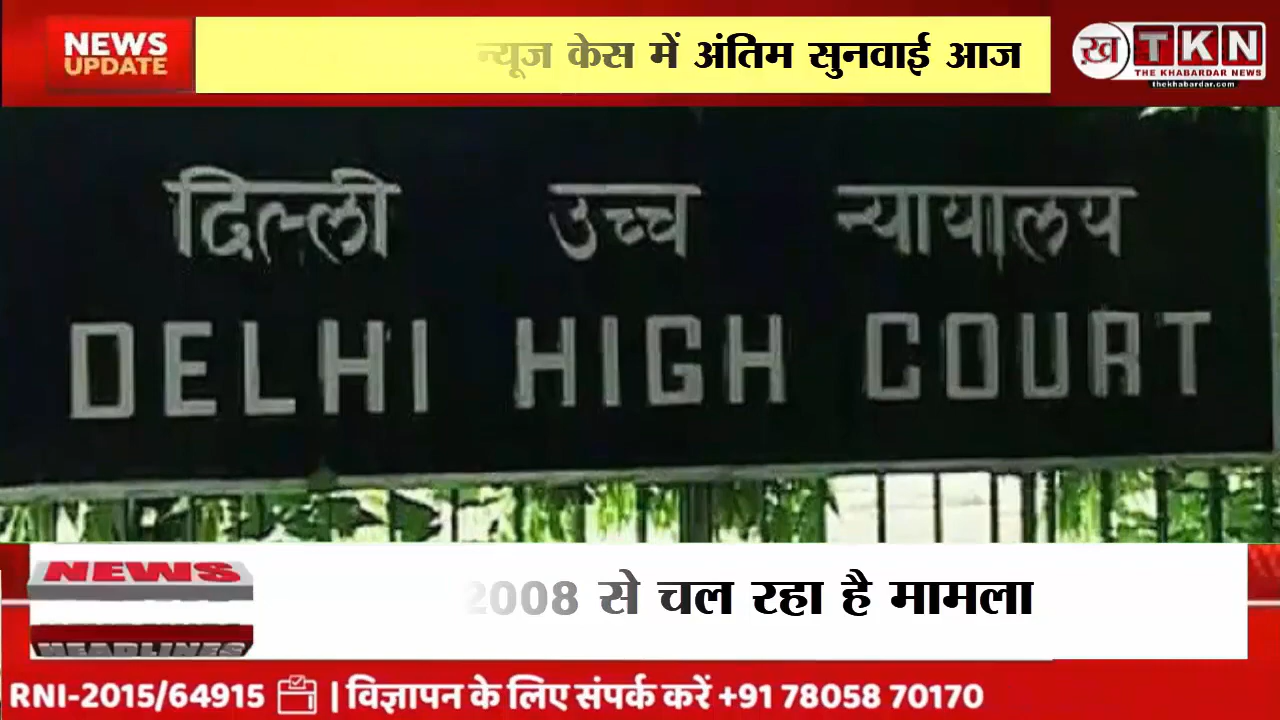 NEWS
UPDATE
न्यूज केस में अंतिम सुनवाई आज
ख़ TKN
THE KHABARDAR NEWS
thekhabardar.com
दिल्ली उच्च न्यायालय
DELHI HIGH COURT
NEWS
HEADLINES
2008 से चल रहा है मामला
RNI-2015/64915 | विज्ञापन के लिए संपर्क करें +91 78058 70170